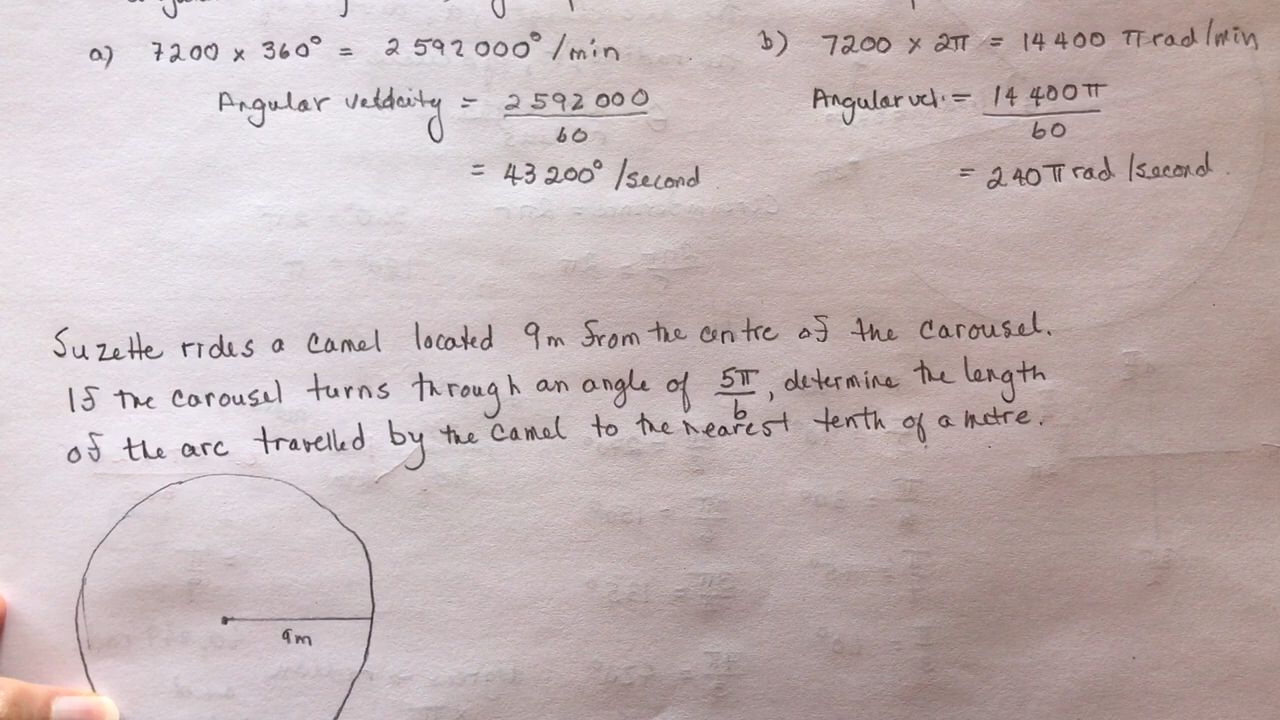 a) 7200 x 360° = 2 592 000° /min
Angular velocity = 2 592 000 / 60
= 43 200° /second
b) 7200 x 2π = 14 400 π rad/min
Angular vel. = 14 400π / 60
= 240π rad /second.
Suzette rides a camel located 9m from the centre of the carousel.
If the carousel turns through an angle of 5π/6, determine the length
of the arc travelled by the camel to the nearest tenth of a metre.
9m